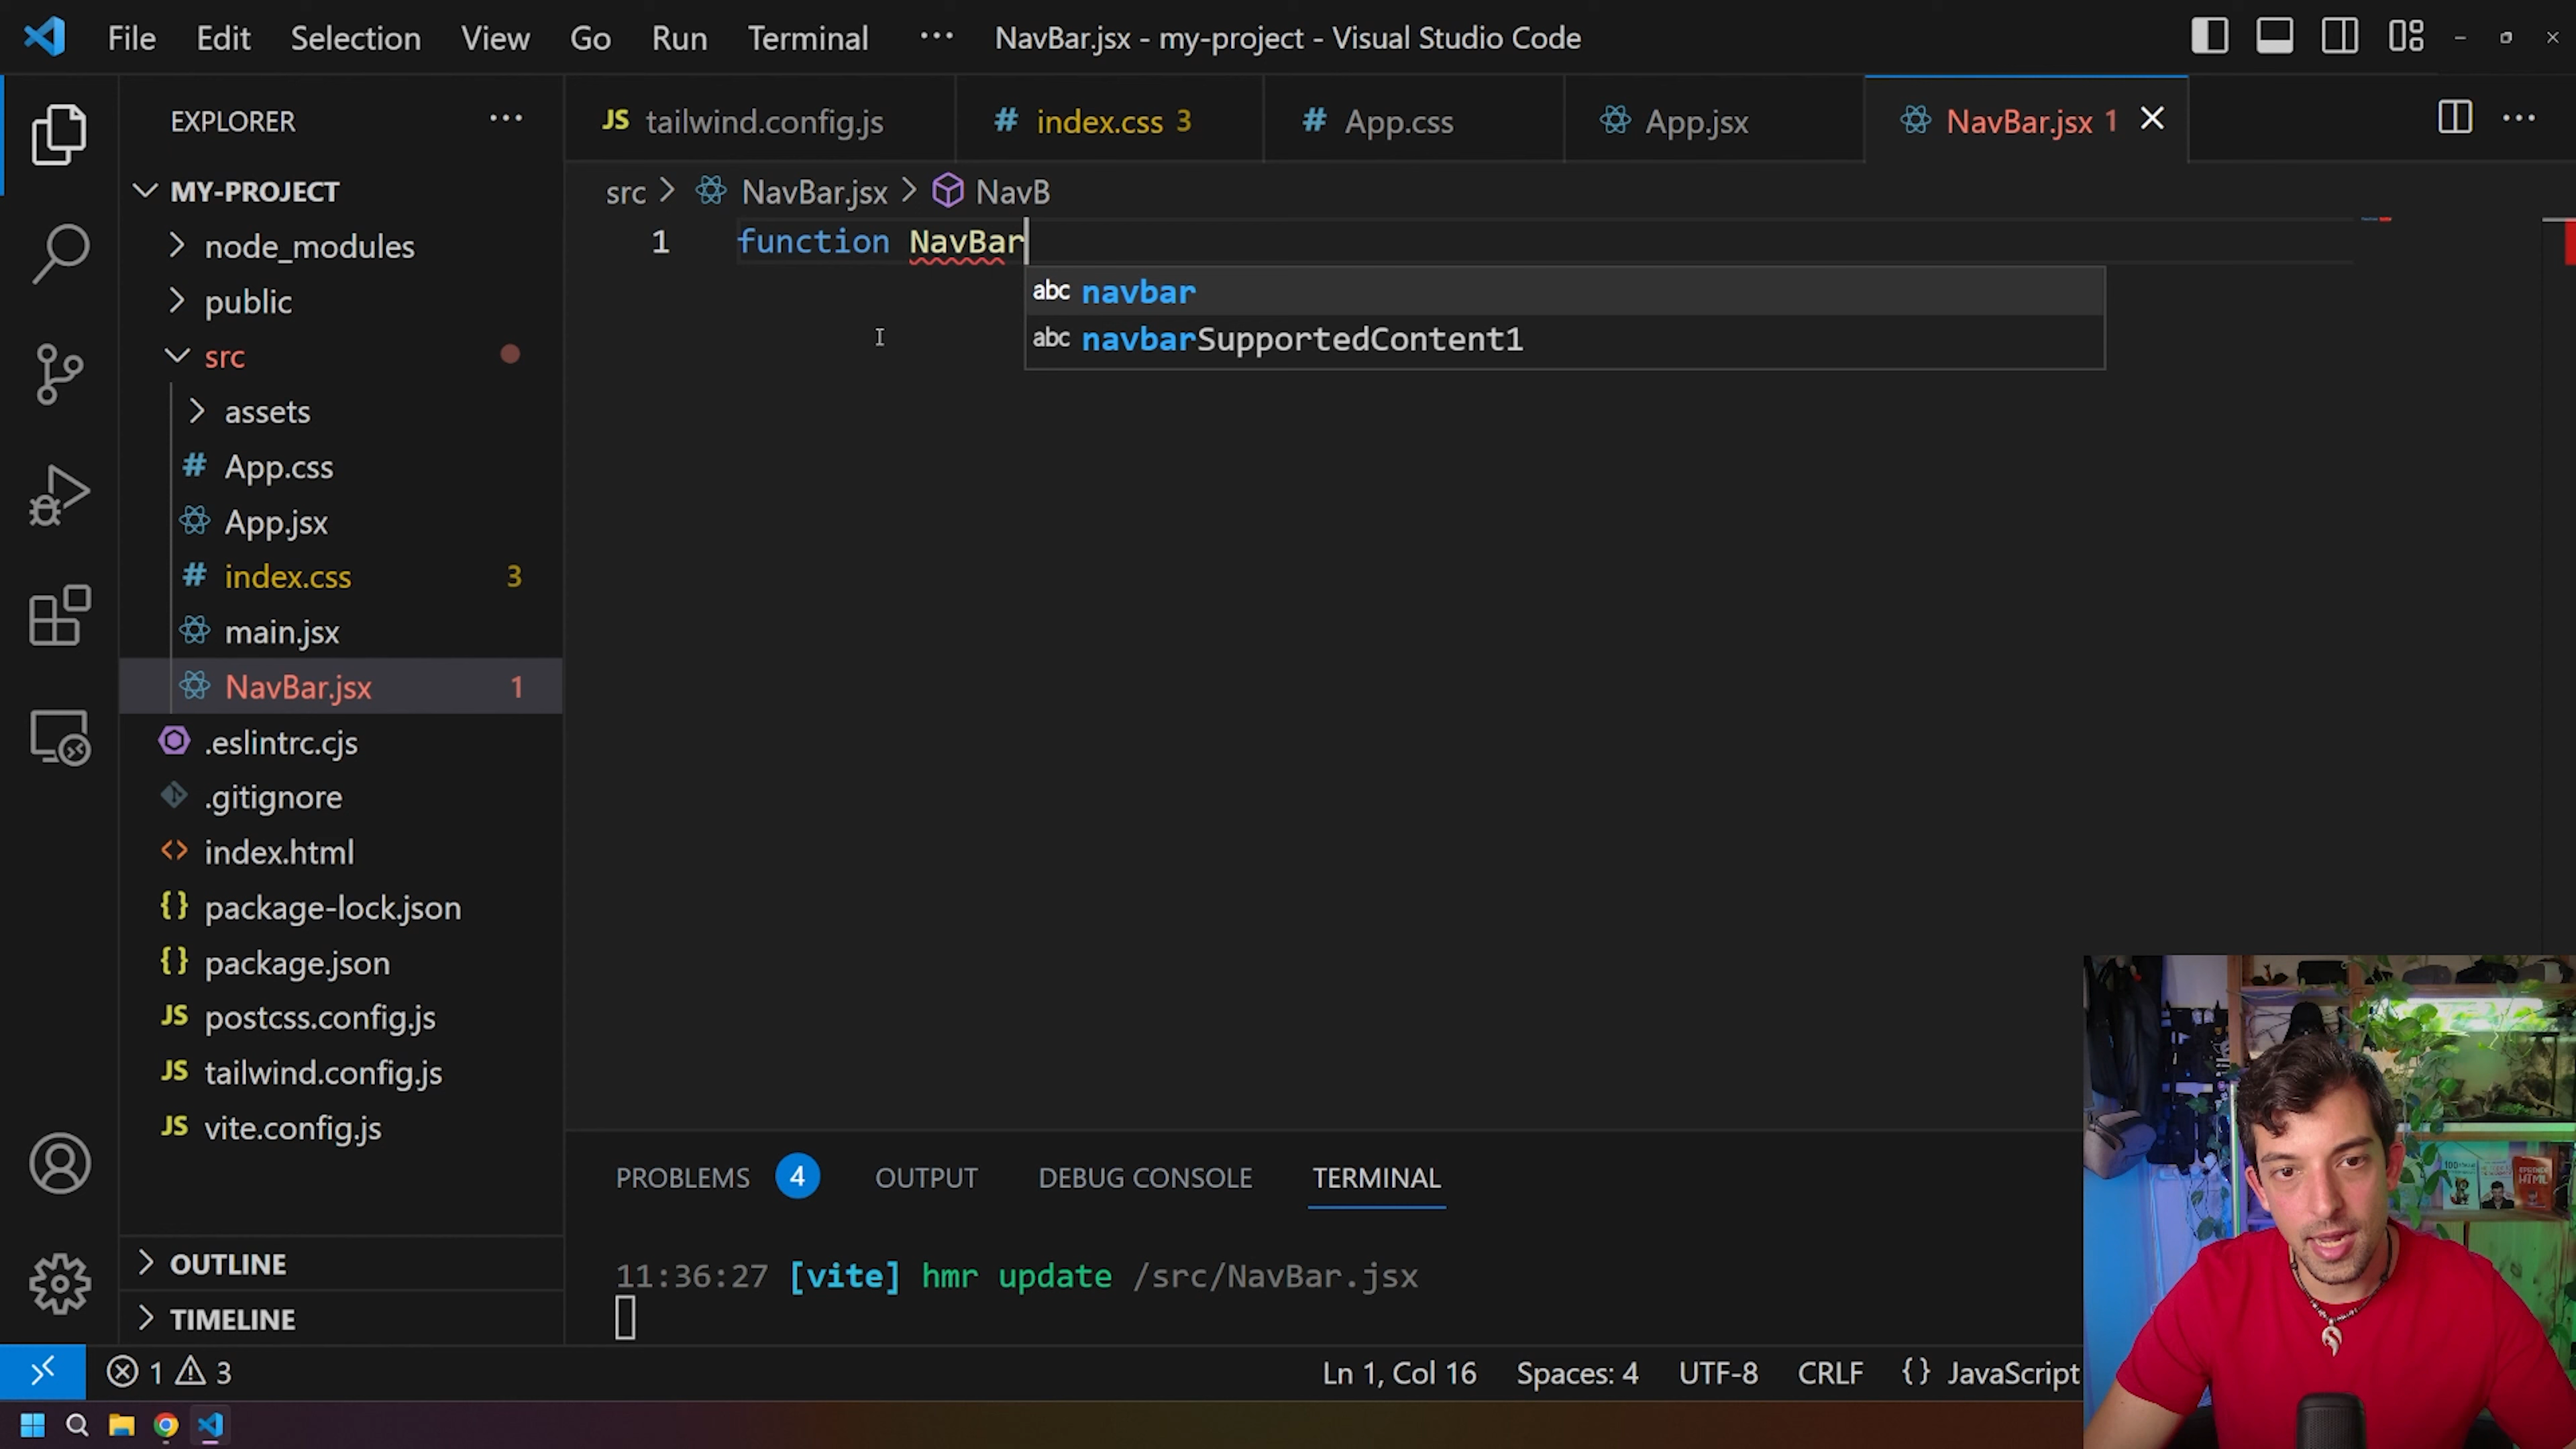 File Edit Selection View Go Run Terminal ··· NavBar.jsx - my-project - Visual Studio Code
EXPLORER ···
JS tailwind.config.js # index.css 3 # App.css App.jsx NavBar.jsx 1
MY-PROJECT
node_modules
public
src
assets
# App.css
App.jsx
# index.css 3
main.jsx
NavBar.jsx 1
.eslintrc.cjs
.gitignore
<> index.html
{} package-lock.json
{} package.json
JS postcss.config.js
JS tailwind.config.js
JS vite.config.js
OUTLINE
TIMELINE
src > NavBar.jsx > NavB
1 function NavBar
abc navbar
abc navbarSupportedContent1
PROBLEMS 4 OUTPUT DEBUG CONSOLE TERMINAL
11:36:27 [vite] hmr update /src/NavBar.jsx
1 3 Ln 1, Col 16 Spaces: 4 UTF-8 CRLF {} JavaScript